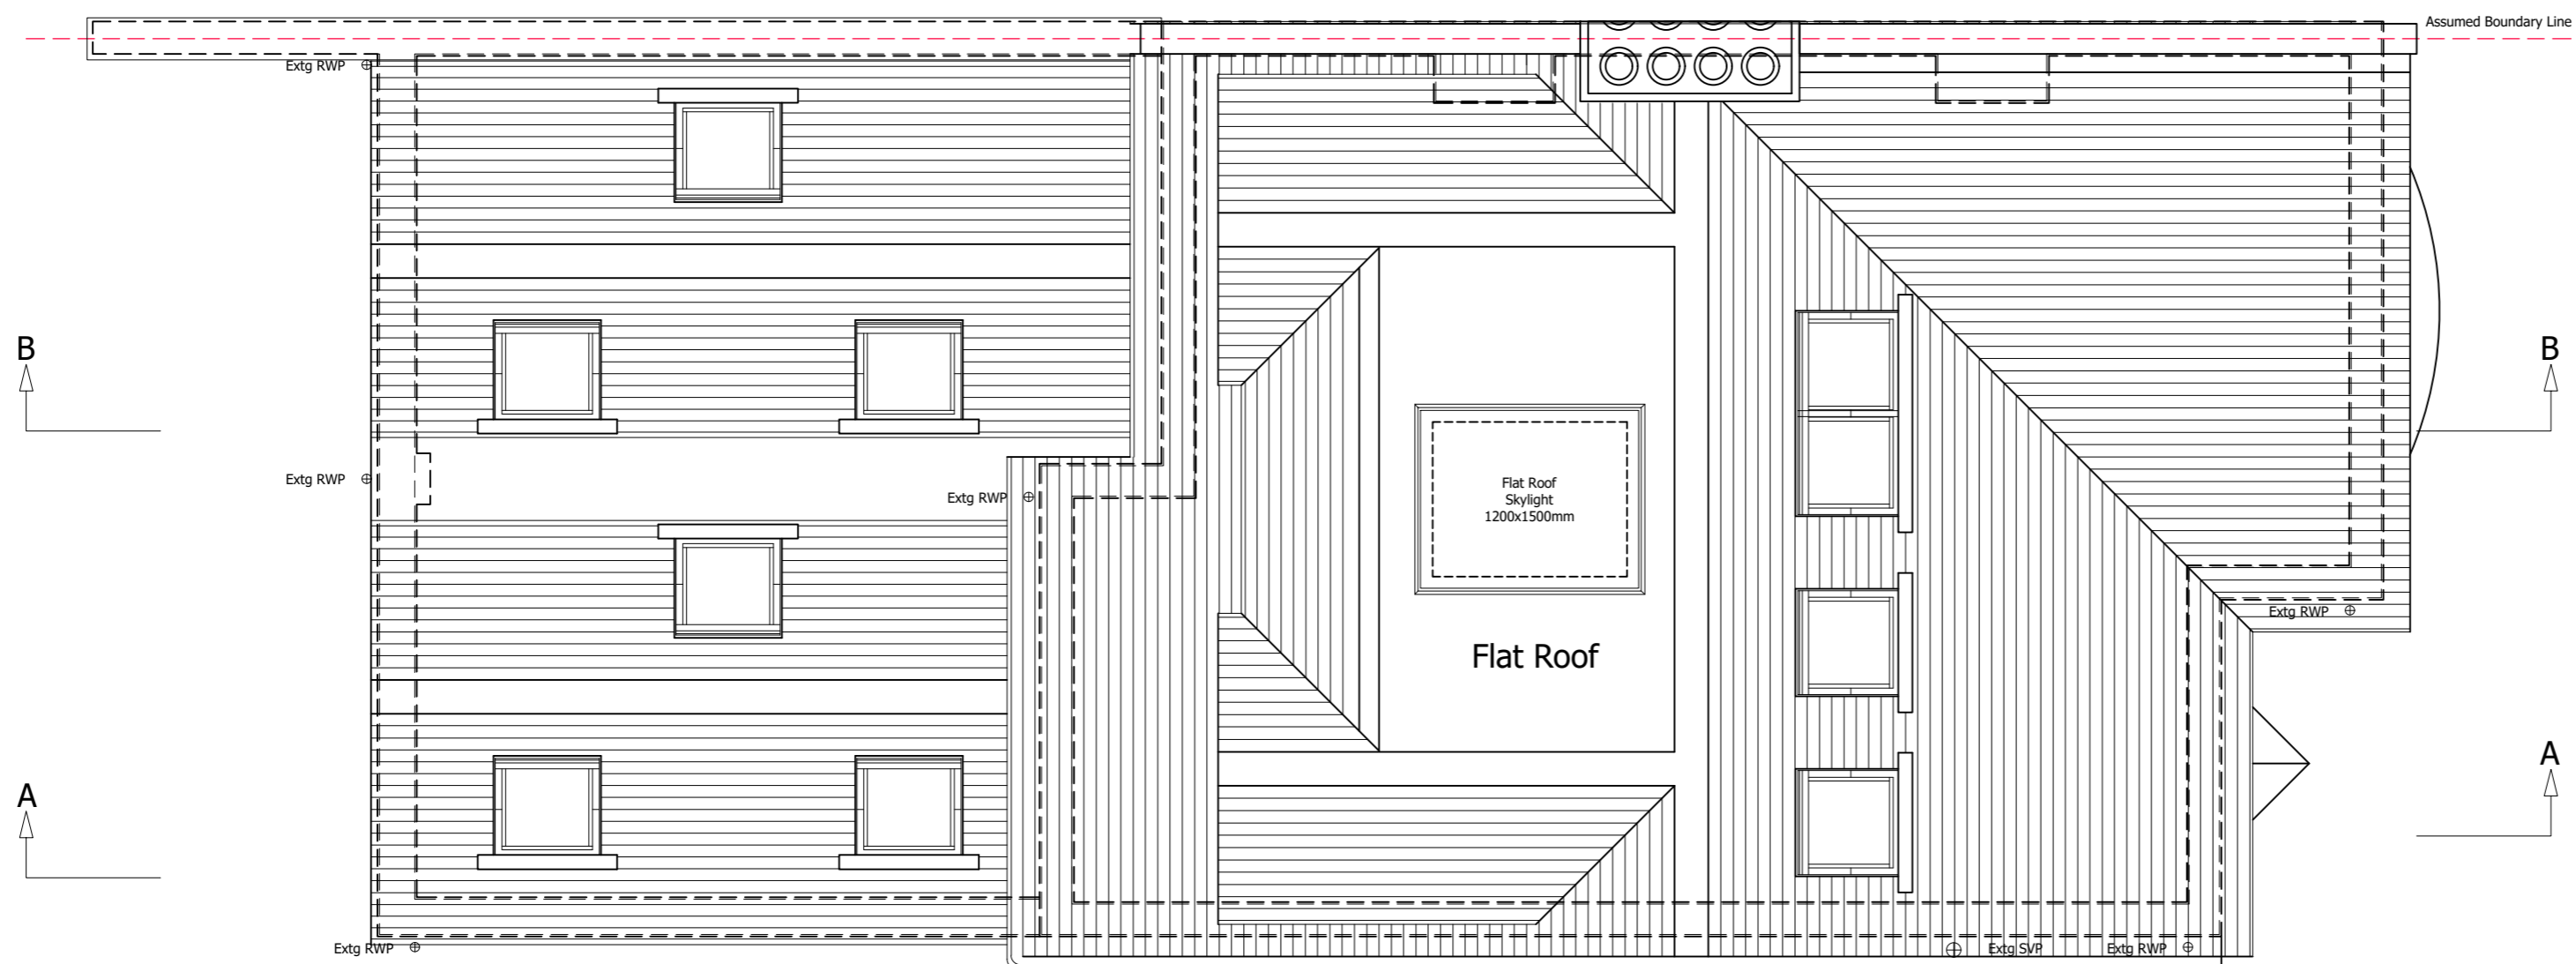 Assumed Boundary Line
Extg RWP
B
B
Extg RWP
Extg RWP
Flat Roof
Skylight
1200x1500mm
Extg RWP
Flat Roof
A
A
Extg RWP
Extg SVP
Extg RWP